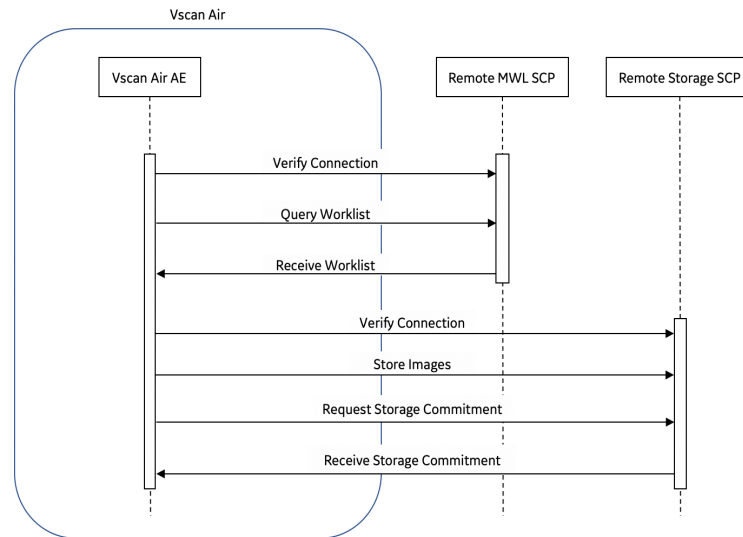 Vscan Air
Vscan Air AE
Remote MWL SCP
Remote Storage SCP
Verify Connection
Query Worklist
Receive Worklist
Verify Connection
Store Images
Request Storage Commitment
Receive Storage Commitment